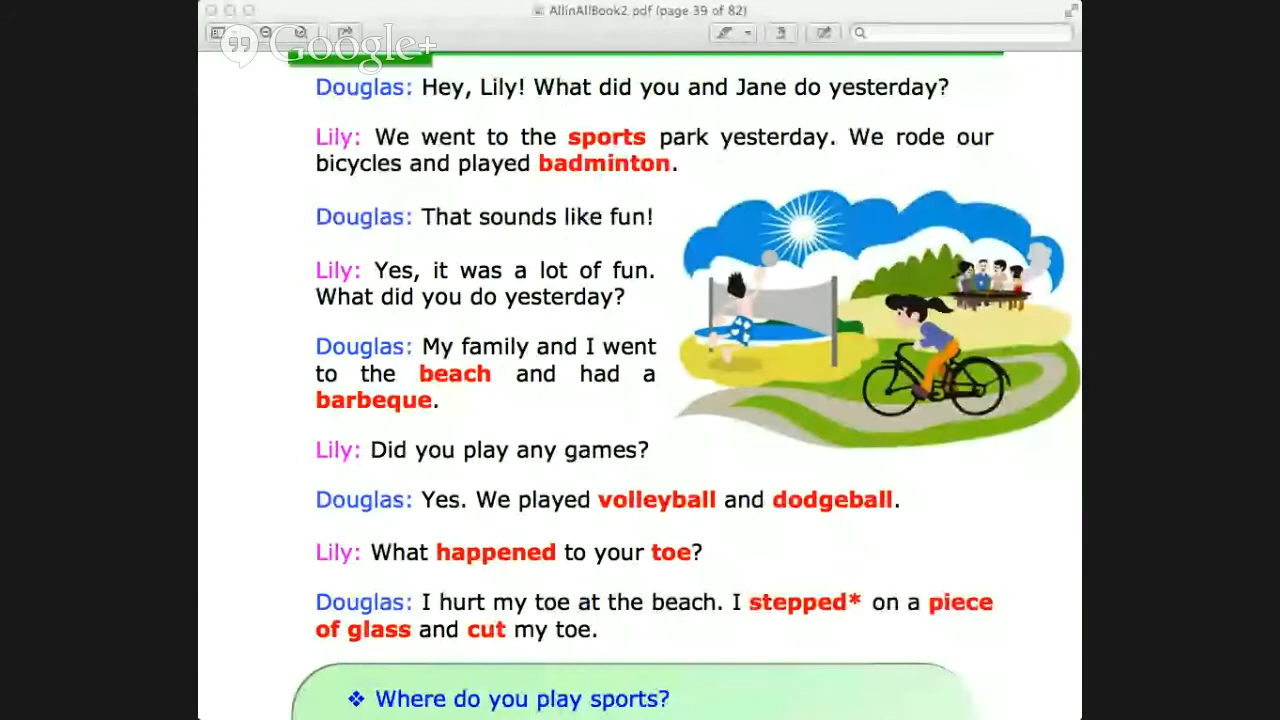 AllinAllBook2.pdf (page 39 of 82)
Google+
Douglas: Hey, Lily! What did you and Jane do yesterday?
Lily: We went to the sports park yesterday. We rode our
bicycles and played badminton.
Douglas: That sounds like fun!
Lily: Yes, it was a lot of fun.
What did you do yesterday?
Douglas: My family and I went
to the beach and had a
barbeque.
Lily: Did you play any games?
Douglas: Yes. We played volleyball and dodgeball.
Lily: What happened to your toe?
Douglas: I hurt my toe at the beach. I stepped* on a piece
of glass and cut my toe.
❖ Where do you play sports?